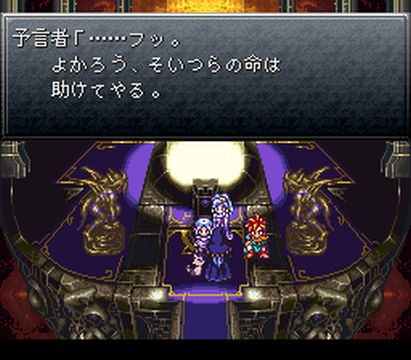 予言者「……フッ。
よかろう、そいつらの命は
助けてやる。